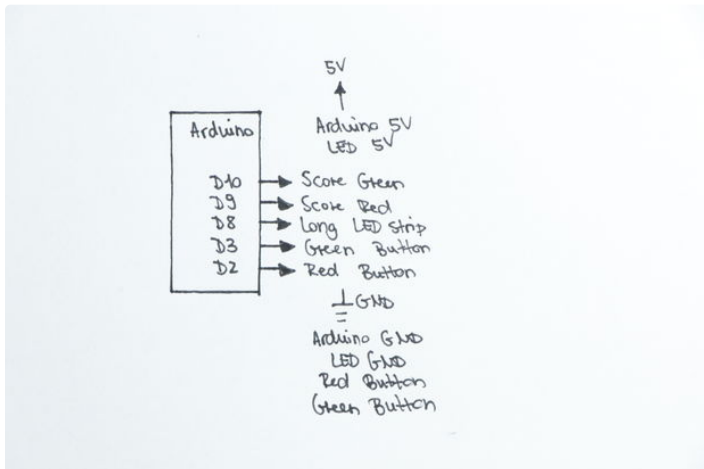 5V
Arduino 5V
LED 5V
Arduino
D10 Score Green
D9 Score Red
D8 Long LED strip
D3 Green Button
D2 Red Button
GND
Arduino GND
LED GND
Red Button
Green Button